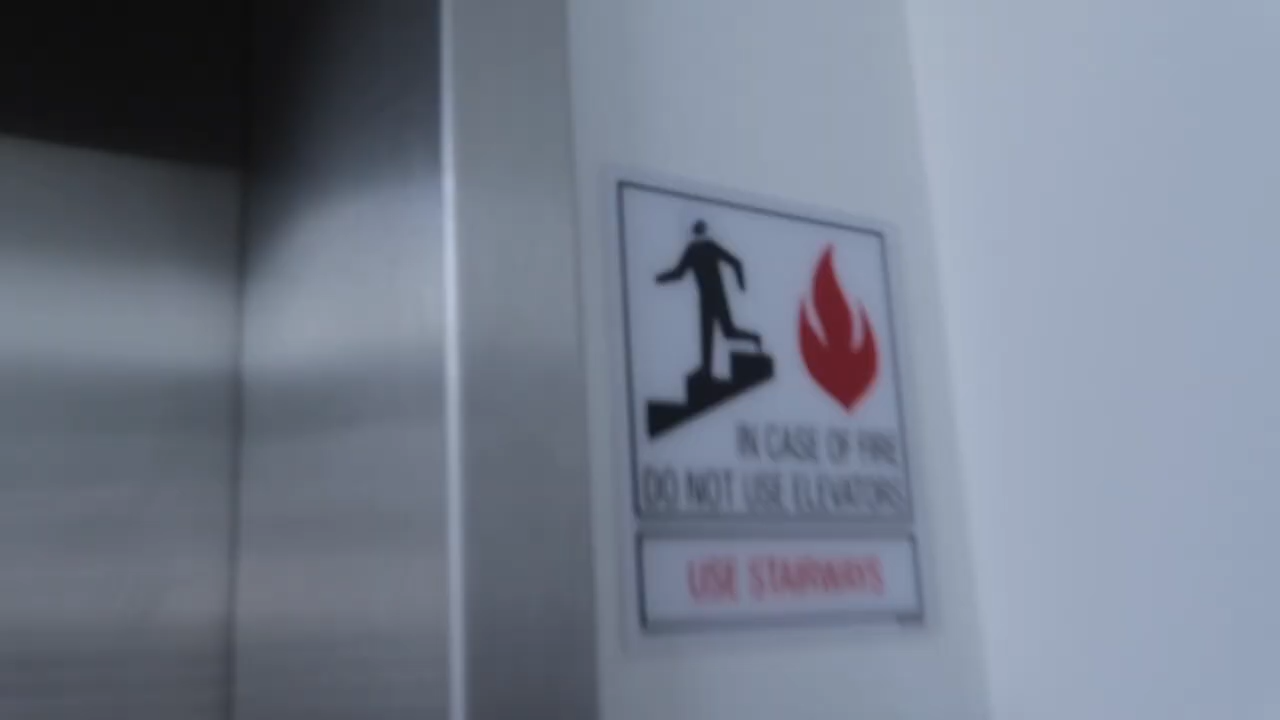 IN CASE OF FIRE
DO NOT USE ELEVATORS
USE STAIRWAYS